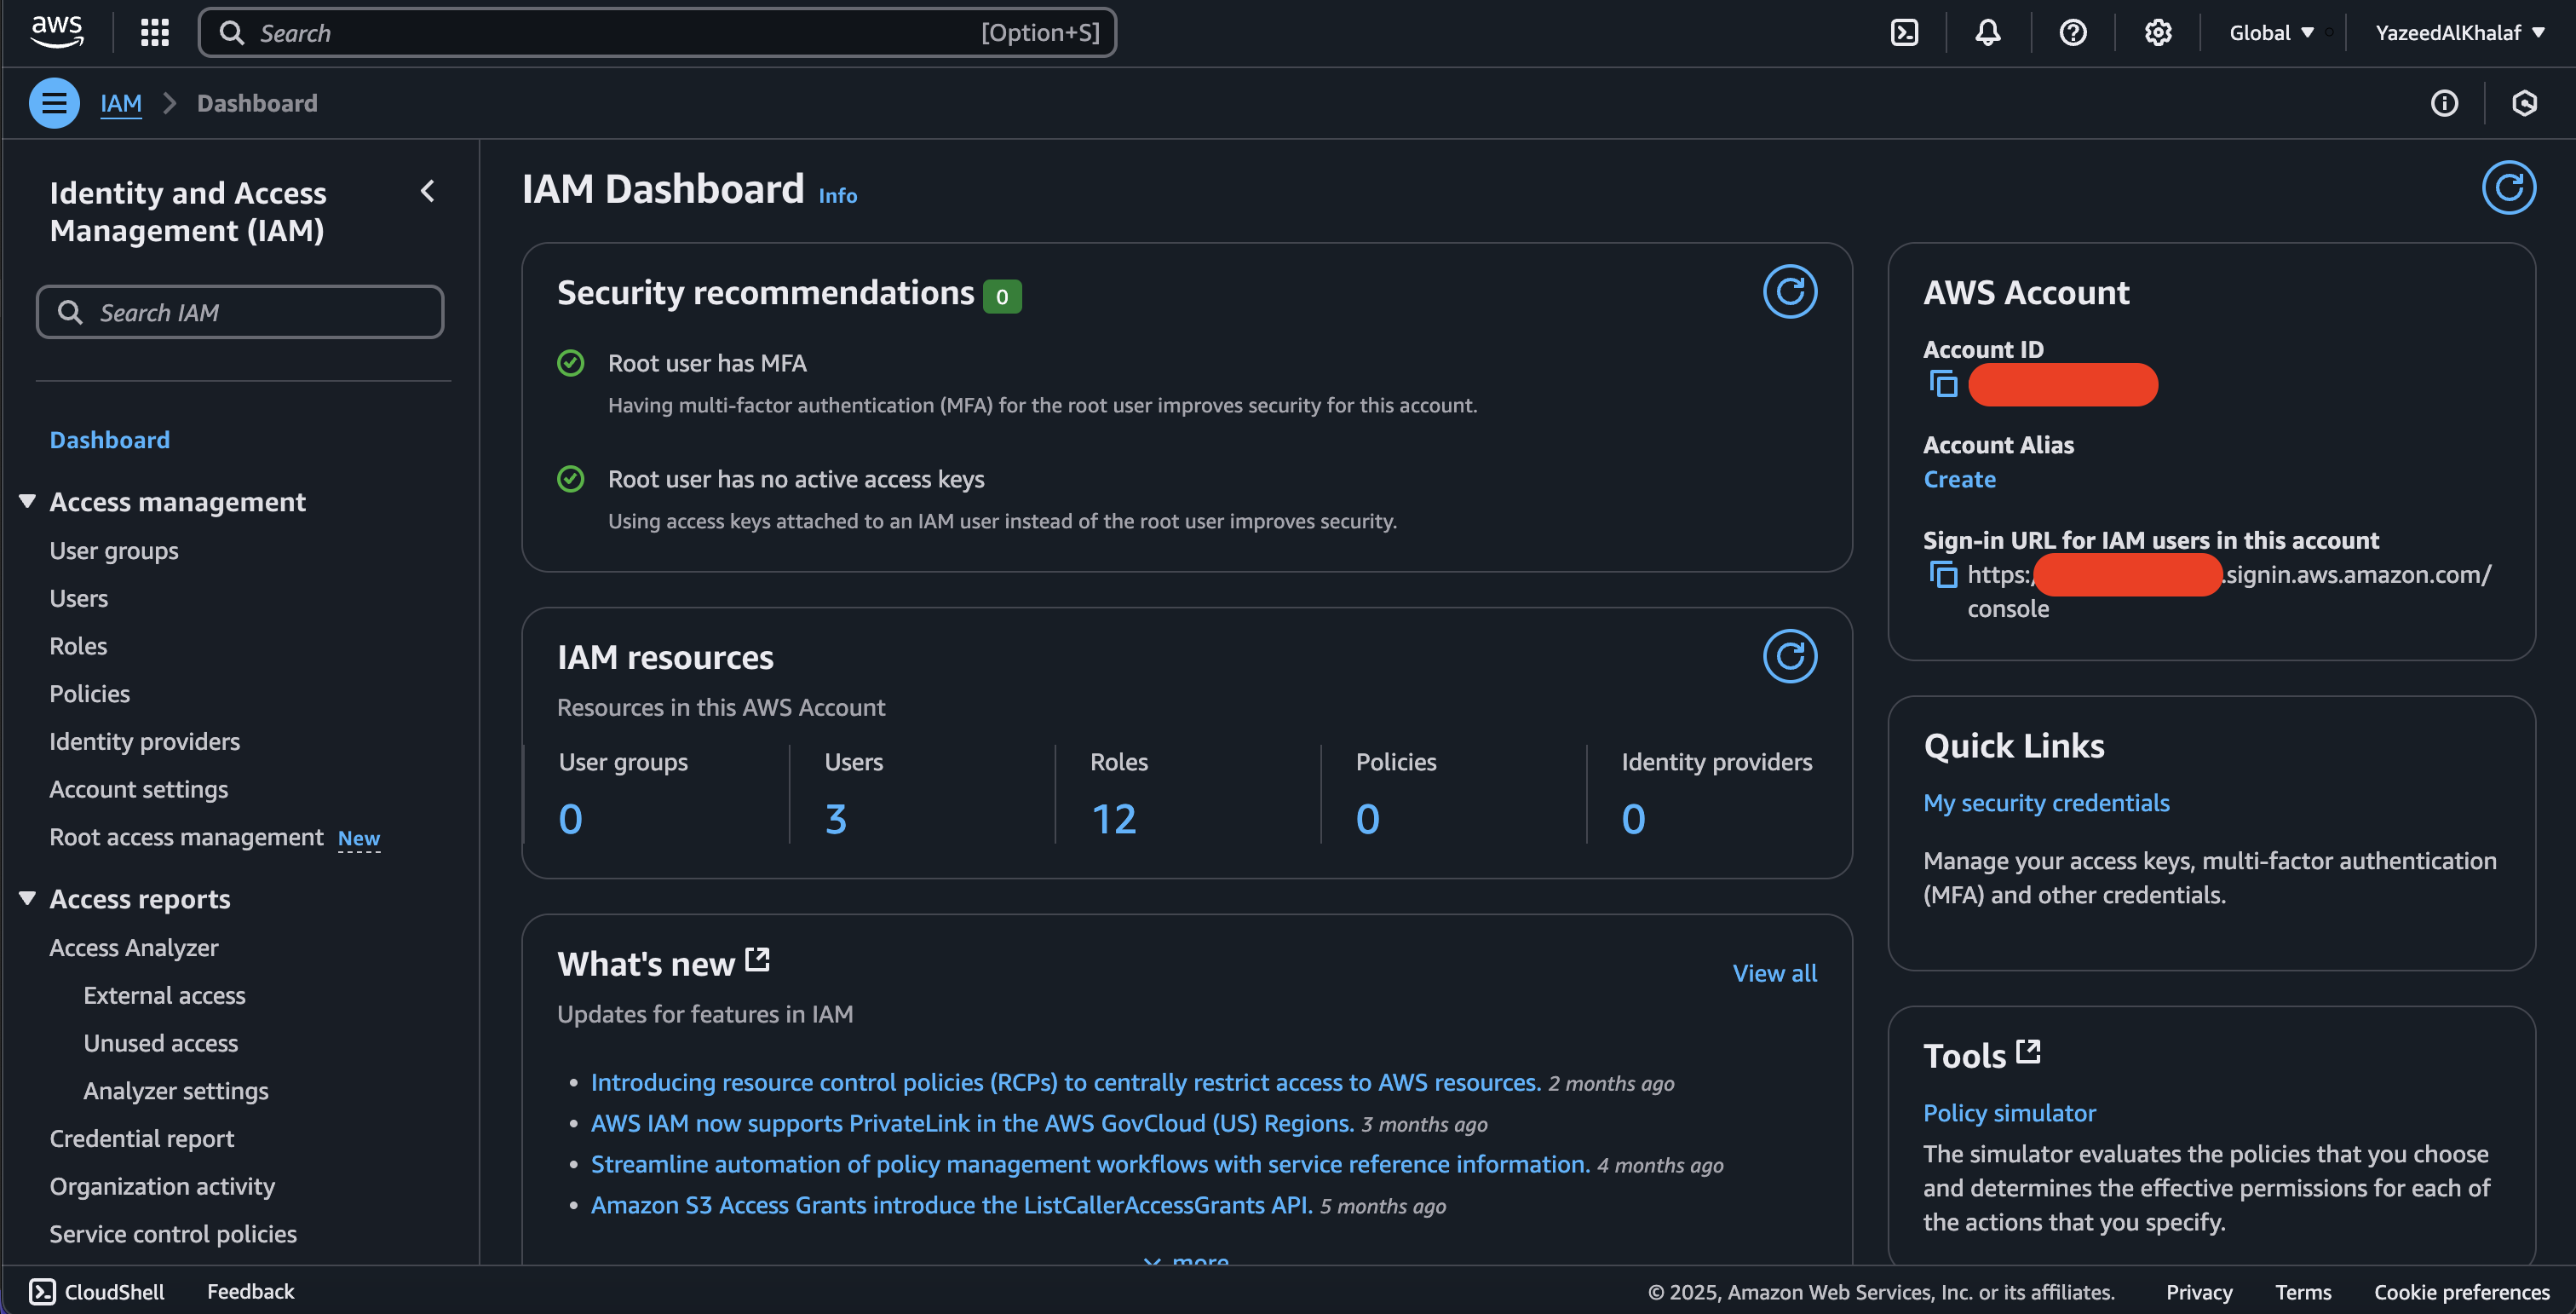 aws
Search
[Option+S]
Global
YazeedAlKhalaf
IAM
Dashboard
Identity and Access
Management (IAM)
Search IAM
Dashboard
Access management
User groups
Users
Roles
Policies
Identity providers
Account settings
Root access management New
Access reports
Access Analyzer
External access
Unused access
Analyzer settings
Credential report
Organization activity
Service control policies
IAM Dashboard Info
Security recommendations 0
Root user has MFA
Having multi-factor authentication (MFA) for the root user improves security for this account.
Root user has no active access keys
Using access keys attached to an IAM user instead of the root user improves security.
IAM resources
Resources in this AWS Account
User groups
0
Users
3
Roles
12
Policies
0
Identity providers
0
What's new
View all
Updates for features in IAM
Introducing resource control policies (RCPs) to centrally restrict access to AWS resources. 2 months ago
AWS IAM now supports PrivateLink in the AWS GovCloud (US) Regions. 3 months ago
Streamline automation of policy management workflows with service reference information. 4 months ago
Amazon S3 Access Grants introduce the ListCallerAccessGrants API. 5 months ago
more
AWS Account
Account ID
Account Alias
Create
Sign-in URL for IAM users in this account
https:/ .signin.aws.amazon.com/
console
Quick Links
My security credentials
Manage your access keys, multi-factor authentication
(MFA) and other credentials.
Tools
Policy simulator
The simulator evaluates the policies that you choose
and determines the effective permissions for each of
the actions that you specify.
CloudShell
Feedback
© 2025, Amazon Web Services, Inc. or its affiliates.
Privacy
Terms
Cookie preferences